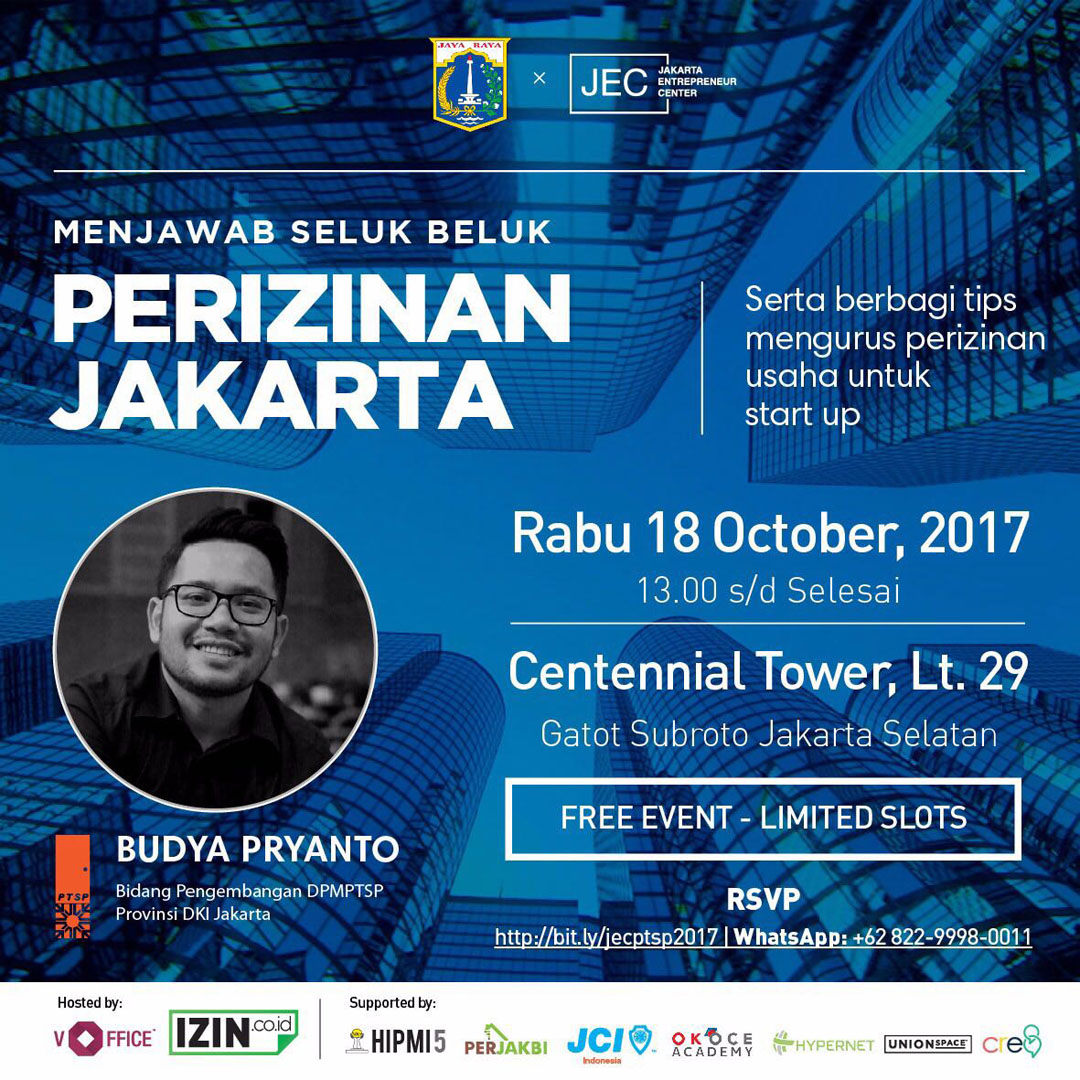 JAYA RAYA
×
JEC
JAKARTA
ENTREPRENEUR
CENTER
MENJAWAB SELUK BELUK
PERIZINAN
JAKARTA
Serta berbagi tips
mengurus perizinan
usaha untuk
start up
Rabu 18 October, 2017
13.00 s/d Selesai
Centennial Tower, Lt. 29
Gatot Subroto Jakarta Selatan
FREE EVENT - LIMITED SLOTS
RSVP
http://bit.ly/jecptsp2017 | WhatsApp: +62 822-9998-0011
PTSP
BUDYA PRYANTO
Bidang Pengembangan DPMPTSP
Provinsi DKI Jakarta
Hosted by:
VOFFICE
IZIN.co.id
Supported by:
HIPMI5
PERJAKBI
JCI
Indonesia
OK OCE
ACADEMY
HYPERNET
UNIONSPACE
cre8